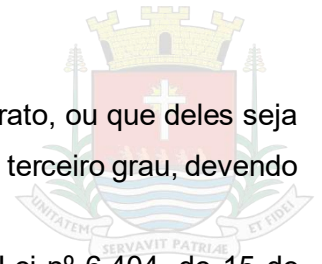 rato, ou que deles seja
terceiro grau, devendo
UNITATEM
SERVAVIT PATRIAE
ET FIDEI
Lei nº 6.404, de 15 de